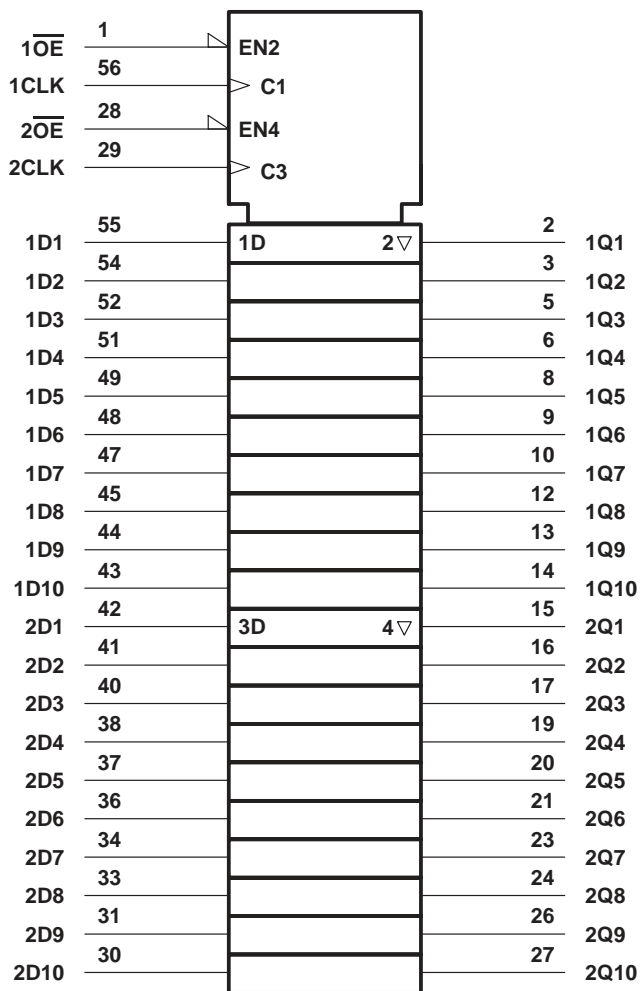 1O̅E̅ 1 EN2
1CLK 56 C1
2O̅E̅ 28 EN4
2CLK 29 C3
1D1 55 1D 2▽ 2 1Q1
1D2 54 3 1Q2
1D3 52 5 1Q3
1D4 51 6 1Q4
1D5 49 8 1Q5
1D6 48 9 1Q6
1D7 47 10 1Q7
1D8 45 12 1Q8
1D9 44 13 1Q9
1D10 43 14 1Q10
2D1 42 3D 4▽ 15 2Q1
2D2 41 16 2Q2
2D3 40 17 2Q3
2D4 38 19 2Q4
2D5 37 20 2Q5
2D6 36 21 2Q6
2D7 34 23 2Q7
2D8 33 24 2Q8
2D9 31 26 2Q9
2D10 30 27 2Q10